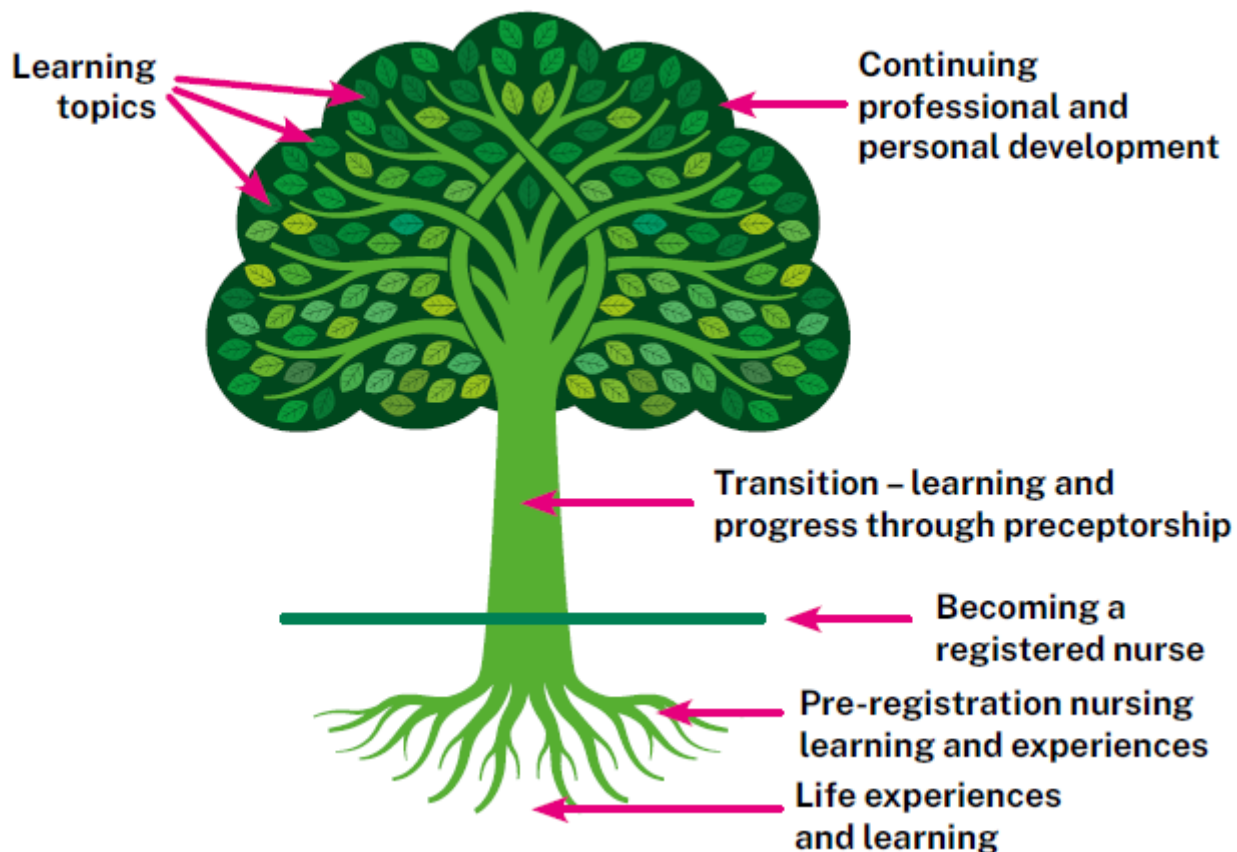 Learning
topics
Continuing
professional and
personal development
Transition – learning and
progress through preceptorship
Becoming a
registered nurse
Pre-registration nursing
learning and experiences
Life experiences
and learning